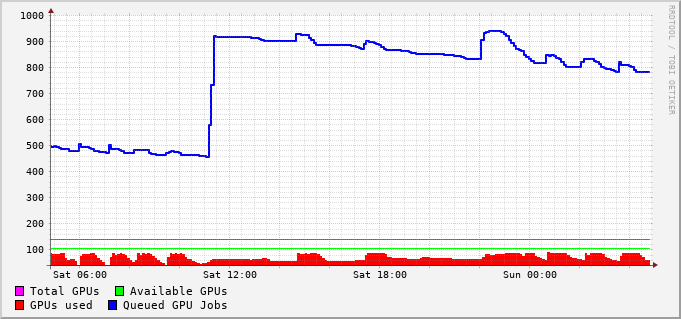 1000
900
800
700
600
500
400
300
200
100
Sat 06:00 Sat 12:00 Sat 18:00 Sun 00:00
Total GPUs Available GPUs
GPUs used Queued GPU Jobs
RRDTOOL / TOBI OETIKER